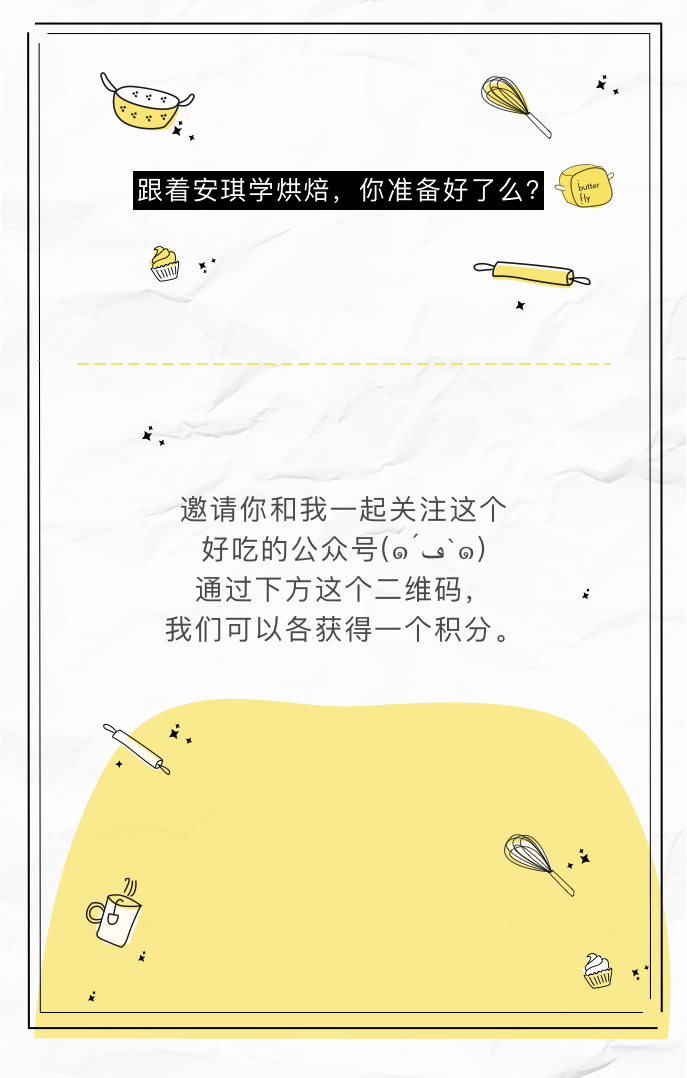 跟着安琪学烘焙，你准备好了么？
butter
fly
邀请你和我一起关注这个
好吃的公众号(๑´ڡ`๑)
通过下方这个二维码，
我们可以各获得一个积分。